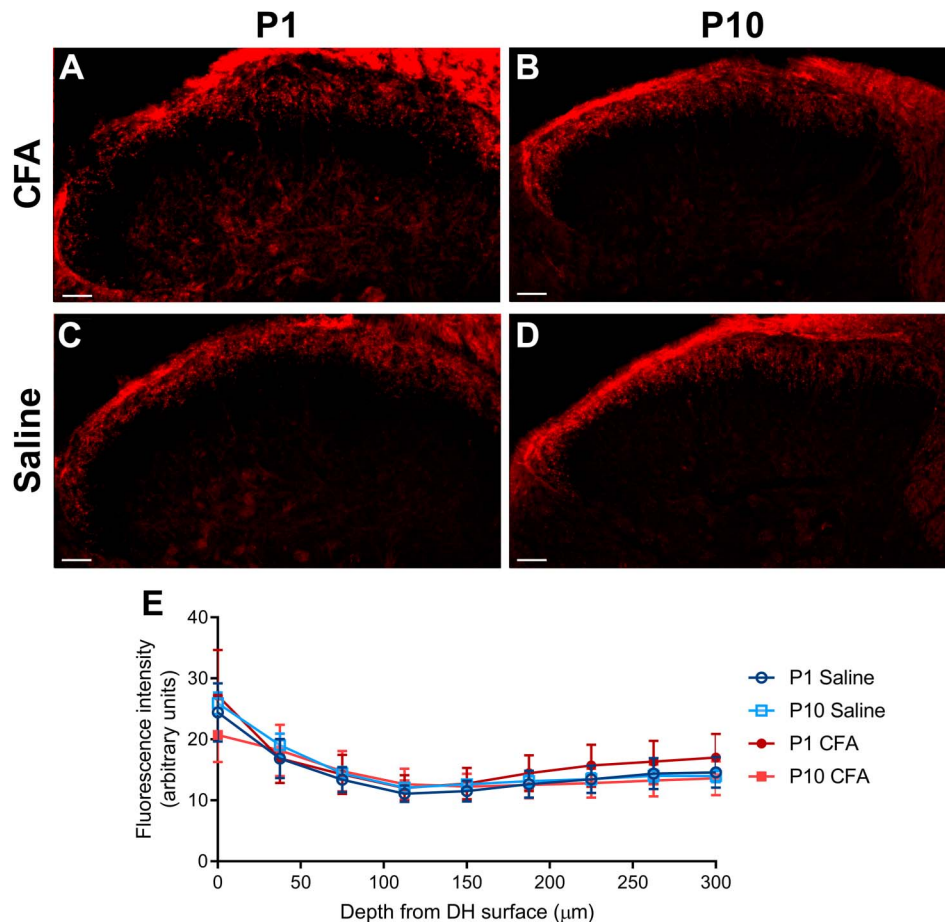 P1 P10
CFA
A
B
Saline
C
D
E
Fluorescence intensity
(arbitrary units)
40
30
20
10
0
0 50 100 150 200 250 300
Depth from DH surface (μm)
P1 Saline
P10 Saline
P1 CFA
P10 CFA